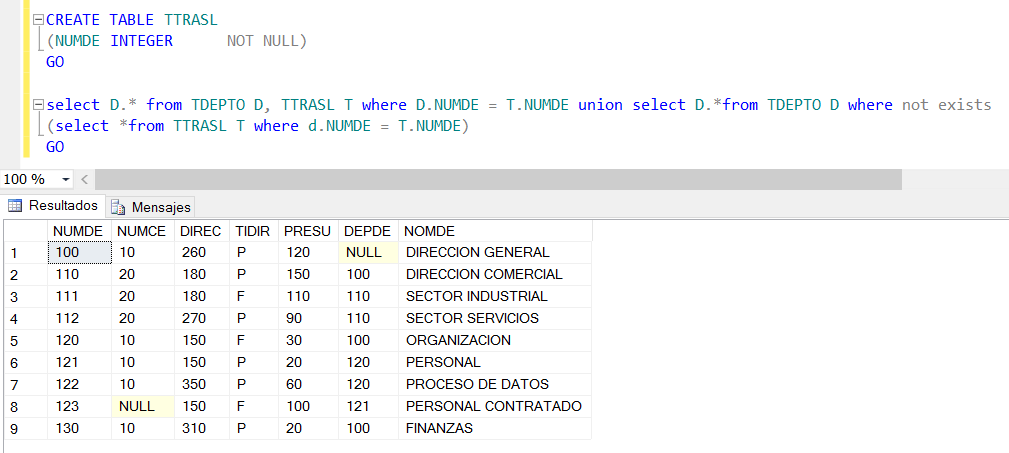 CREATE TABLE TTRASL
(NUMDE INTEGER NOT NULL)
GO
select D.* from TDEPTO D, TTRASL T where D.NUMDE = T.NUMDE union select D.*from TDEPTO D where not exists
(select *from TTRASL T where d.NUMDE = T.NUMDE)
GO
100 %
Resultados Mensajes
NUMDE NUMCE DIREC TIDIR PRESU DEPDE NOMDE
1 100 10 260 P 120 NULL DIRECCION GENERAL
2 110 20 180 P 150 100 DIRECCION COMERCIAL
3 111 20 180 F 110 110 SECTOR INDUSTRIAL
4 112 20 270 P 90 110 SECTOR SERVICIOS
5 120 10 150 F 30 100 ORGANIZACION
6 121 10 150 P 20 120 PERSONAL
7 122 10 350 P 60 120 PROCESO DE DATOS
8 123 NULL 150 F 100 121 PERSONAL CONTRATADO
9 130 10 310 P 20 100 FINANZAS